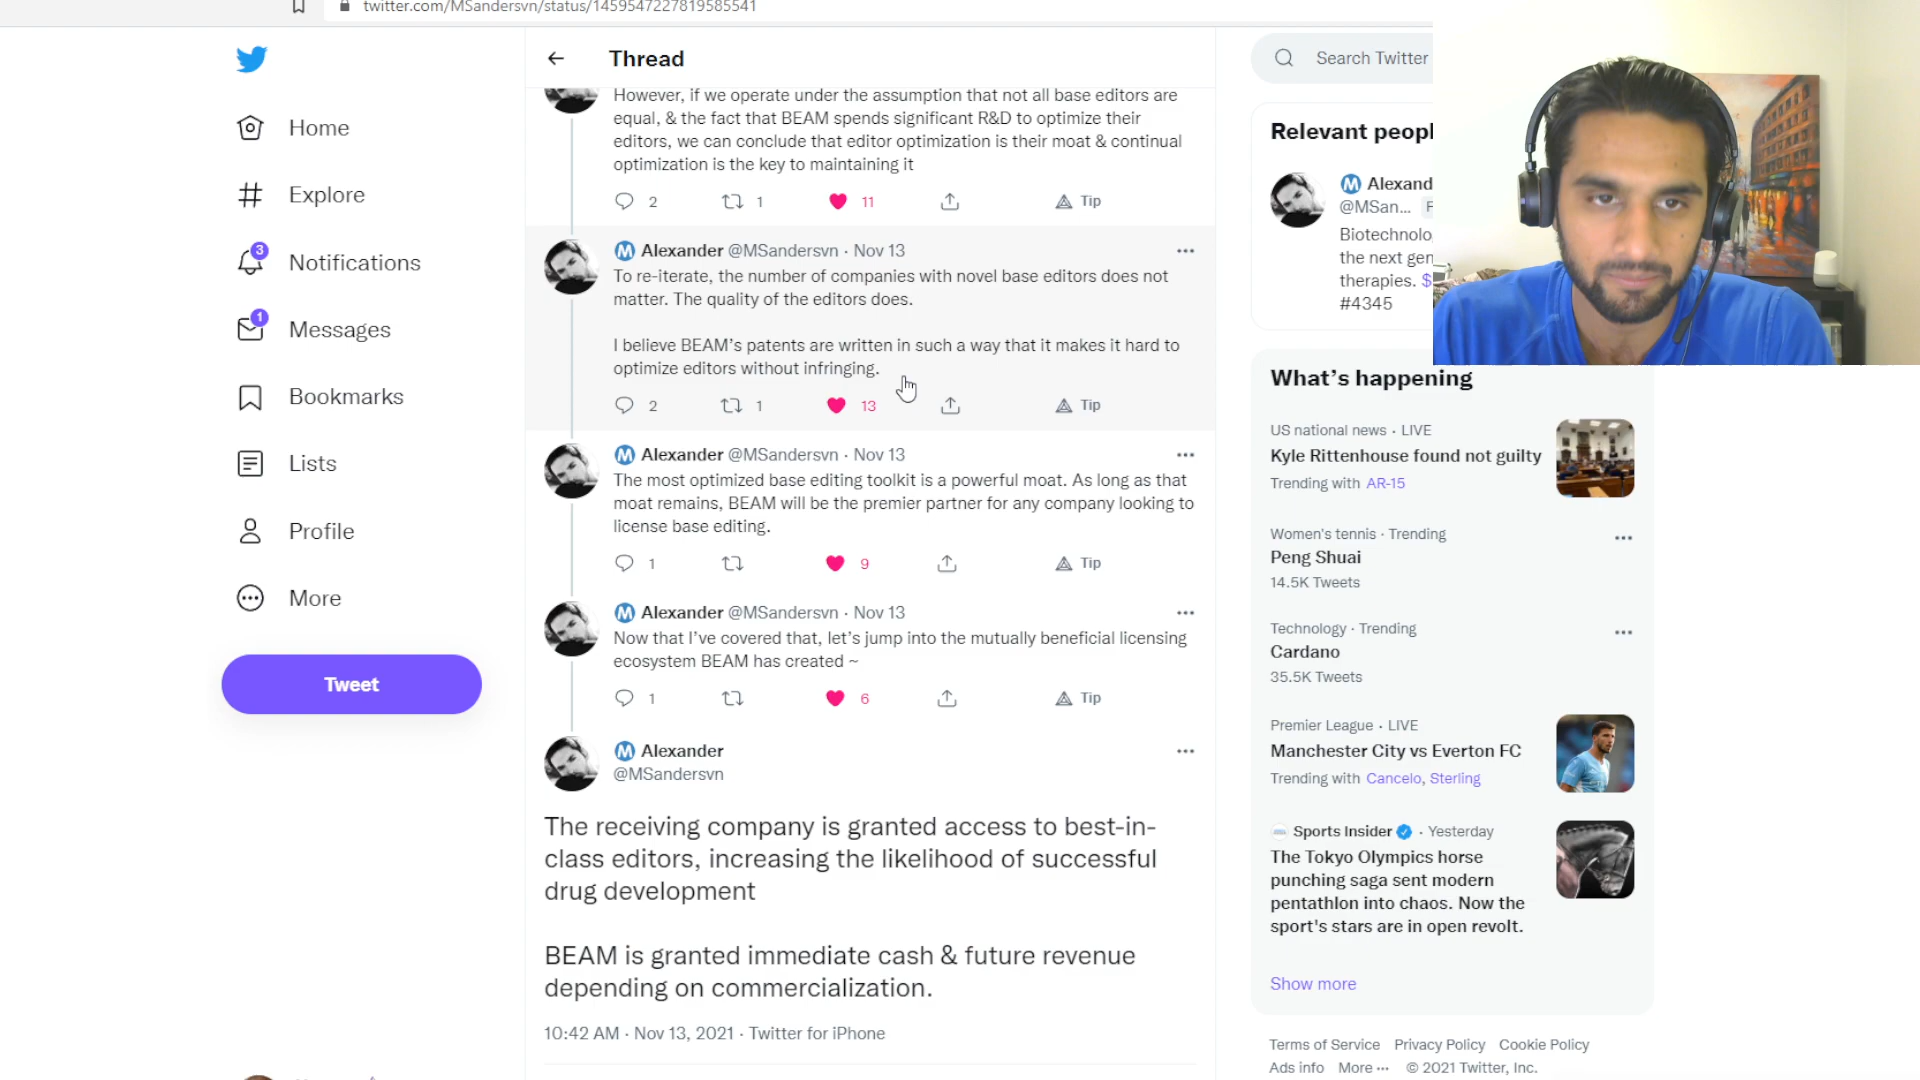 twitter.com/MSandersvn/status/1459547227819585541
Home
Explore
3
Notifications
1
Messages
Bookmarks
Lists
Profile
More
Tweet
Thread
However, if we operate under the assumption that not all base editors are
equal, & the fact that BEAM spends significant R&D to optimize their
editors, we can conclude that editor optimization is their moat & continual
optimization is the key to maintaining it
2 1 11 Tip
Alexander @MSandersvn · Nov 13
To re-iterate, the number of companies with novel base editors does not
matter. The quality of the editors does.
I believe BEAM's patents are written in such a way that it makes it hard to
optimize editors without infringing.
2 1 13 Tip
Alexander @MSandersvn · Nov 13
The most optimized base editing toolkit is a powerful moat. As long as that
moat remains, BEAM will be the premier partner for any company looking to
license base editing.
1 9 Tip
Alexander @MSandersvn · Nov 13
Now that I've covered that, let's jump into the mutually beneficial licensing
ecosystem BEAM has created ~
1 6 Tip
Alexander
@MSandersvn
The receiving company is granted access to best-in-
class editors, increasing the likelihood of successful
drug development
BEAM is granted immediate cash & future revenue
depending on commercialization.
10:42 AM · Nov 13, 2021 · Twitter for iPhone
Search Twitter
Relevant peopl
Alexand
@MSan... F
Biotechnolo
the next gen
therapies. $
#4345
What's happening
US national news · LIVE
Kyle Rittenhouse found not guilty
Trending with AR-15
Women's tennis · Trending
Peng Shuai
14.5K Tweets
Technology · Trending
Cardano
35.5K Tweets
Premier League · LIVE
Manchester City vs Everton FC
Trending with Cancelo, Sterling
Sports Insider · Yesterday
The Tokyo Olympics horse
punching saga sent modern
pentathlon into chaos. Now the
sport's stars are in open revolt.
Show more
Terms of Service Privacy Policy Cookie Policy
Ads info More ··· © 2021 Twitter, Inc.